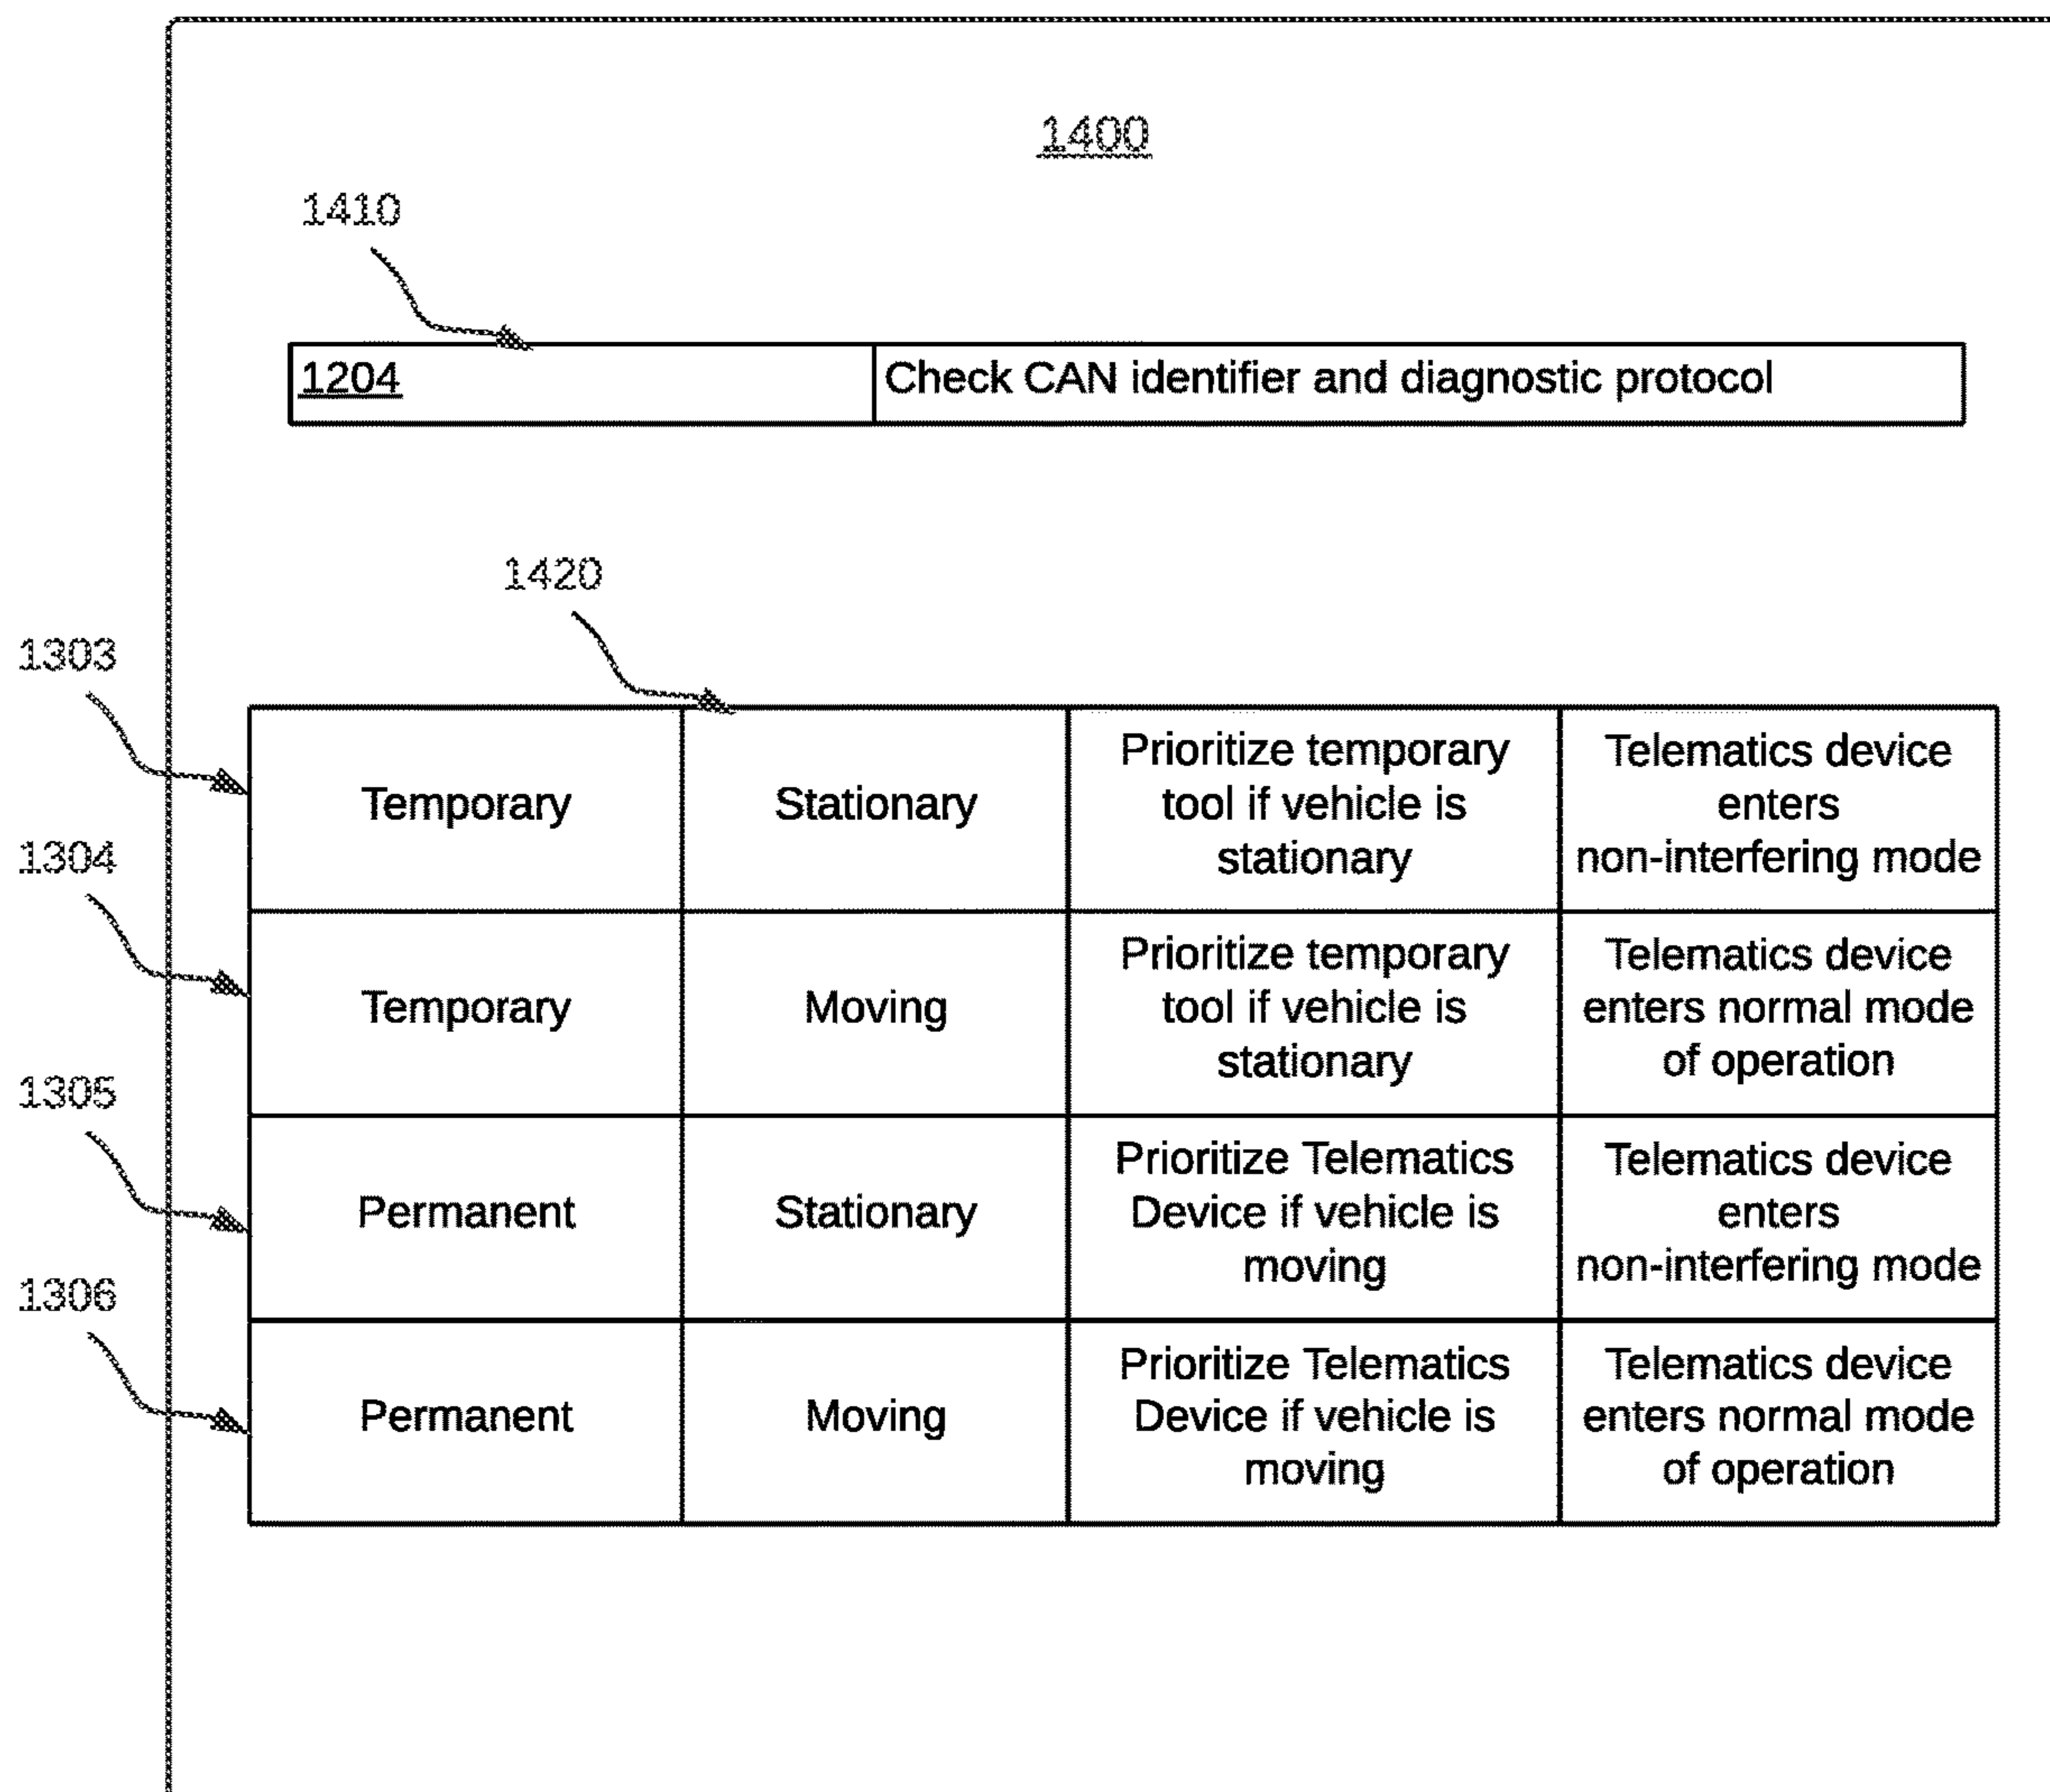 1400
1410
1204 Check CAN identifier and diagnostic protocol
1420
1303
Temporary
Stationary
Prioritize temporary
tool if vehicle is
stationary
Telematics device
enters
non-interfering mode
1304
Temporary
Moving
Prioritize temporary
tool if vehicle is
stationary
Telematics device
enters normal mode
of operation
1305
Permanent
Stationary
Prioritize Telematics
Device if vehicle is
moving
Telematics device
enters
non-interfering mode
1306
Permanent
Moving
Prioritize Telematics
Device if vehicle is
moving
Telematics device
enters normal mode
of operation